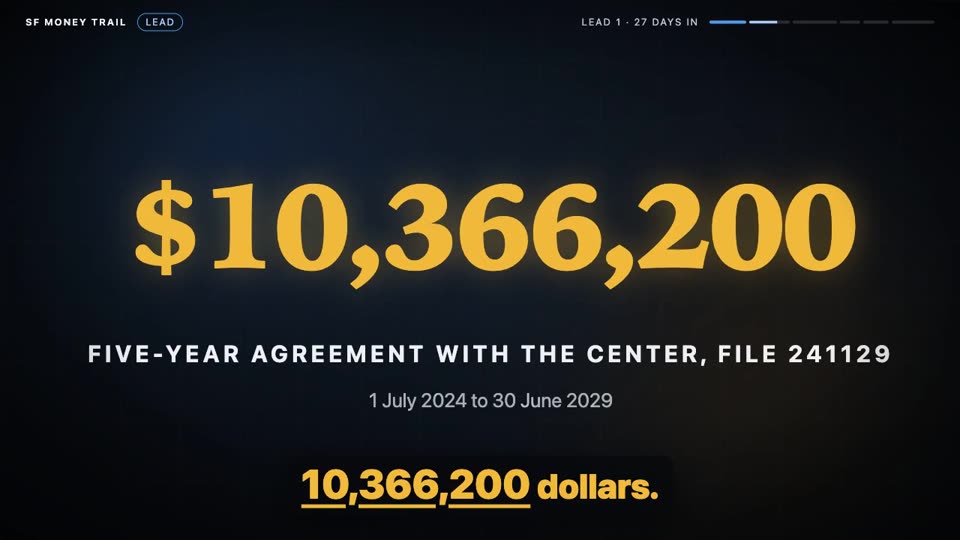 SF MONEY TRAIL LEAD
LEAD 1 · 27 DAYS IN
$10,366,200
FIVE-YEAR AGREEMENT WITH THE CENTER, FILE 241129
1 July 2024 to 30 June 2029
10,366,200 dollars.